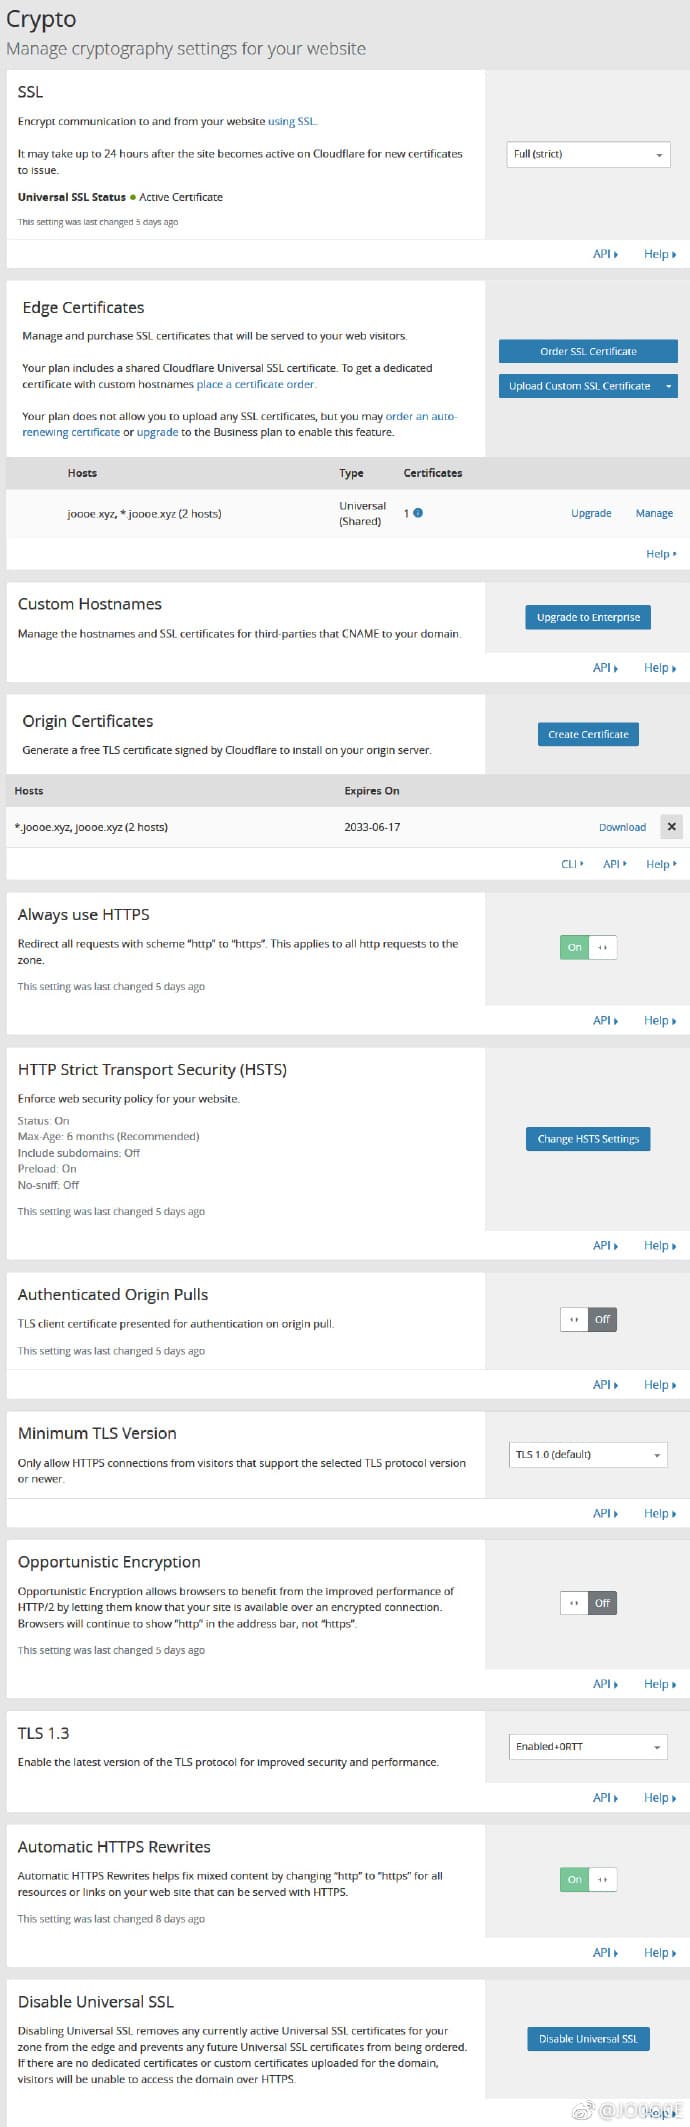 Crypto
Manage cryptography settings for your website
SSL
Encrypt communication to and from your website using SSL.
It may take up to 24 hours after the site becomes active on Cloudflare for new certificates
to issue.
Universal SSL Status ● Active Certificate
This setting was last changed 5 days ago
Full (strict)
API Help
Edge Certificates
Manage and purchase SSL certificates that will be served to your web visitors.
Your plan includes a shared Cloudflare Universal SSL certificate. To get a dedicated
certificate with custom hostnames place a certificate order.
Your plan does not allow you to upload any SSL certificates, but you may order an auto-
renewing certificate or upgrade to the Business plan to enable this feature.
Order SSL Certificate
Upload Custom SSL Certificate
Hosts Type Certificates
joooe.xyz, *.joooe.xyz (2 hosts) Universal
(Shared) 1 Upgrade Manage
Help
Custom Hostnames
Manage the hostnames and SSL certificates for third-parties that CNAME to your domain.
Upgrade to Enterprise
API Help
Origin Certificates
Generate a free TLS certificate signed by Cloudflare to install on your origin server.
Create Certificate
Hosts Expires On
*.joooe.xyz, joooe.xyz (2 hosts) 2033-06-17 Download ×
CLI API Help
Always use HTTPS
Redirect all requests with scheme “http” to “https”. This applies to all http requests to the
zone.
This setting was last changed 5 days ago
On
API Help
HTTP Strict Transport Security (HSTS)
Enforce web security policy for your website.
Status: On
Max-Age: 6 months (Recommended)
Include subdomains: Off
Preload: On
No-sniff: Off
This setting was last changed 5 days ago
Change HSTS Settings
API Help
Authenticated Origin Pulls
TLS client certificate presented for authentication on origin pull.
This setting was last changed 5 days ago
Off
API Help
Minimum TLS Version
Only allow HTTPS connections from visitors that support the selected TLS protocol version
or newer.
TLS 1.0 (default)
API Help
Opportunistic Encryption
Opportunistic Encryption allows browsers to benefit from the improved performance of
HTTP/2 by letting them know that your site is available over an encrypted connection.
Browsers will continue to show “http” in the address bar, not “https”.
This setting was last changed 5 days ago
Off
API Help
TLS 1.3
Enable the latest version of the TLS protocol for improved security and performance.
Enabled+0RTT
API Help
Automatic HTTPS Rewrites
Automatic HTTPS Rewrites helps fix mixed content by changing “http” to “https” for all
resources or links on your web site that can be served with HTTPS.
This setting was last changed 8 days ago
On
API Help
Disable Universal SSL
Disabling Universal SSL removes any currently active Universal SSL certificates for your
zone from the edge and prevents any future Universal SSL certificates from being ordered.
If there are no dedicated certificates or custom certificates uploaded for the domain,
visitors will be unable to access the domain over HTTPS.
Disable Universal SSL
Help